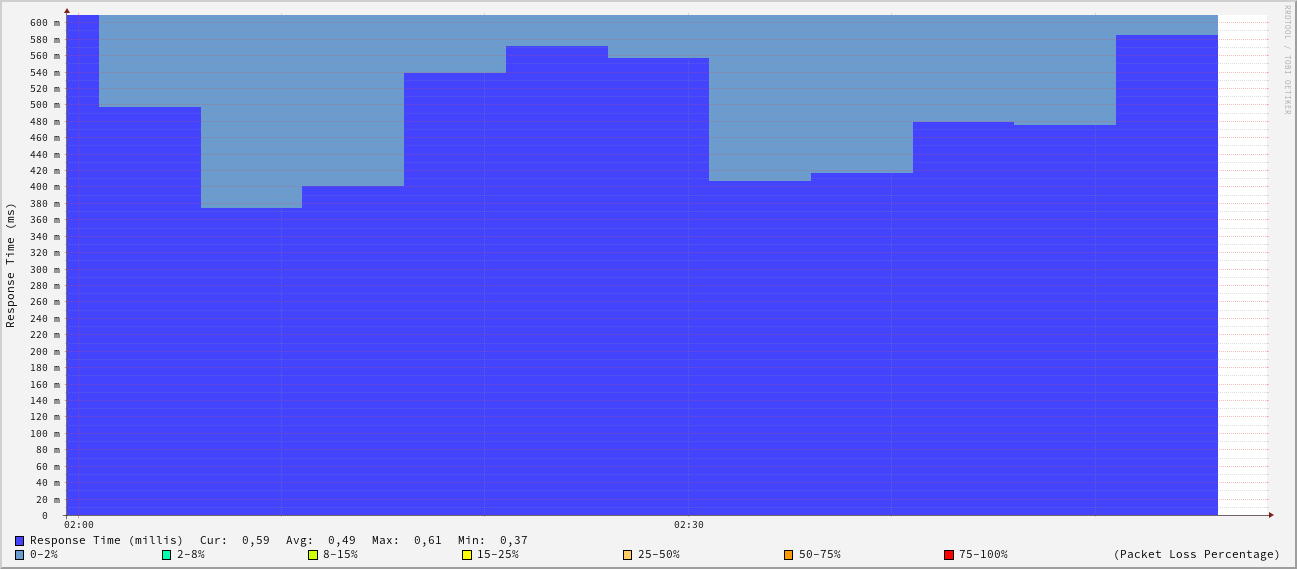 RRDTOOL / TOBI OETIKER
Response Time (ms)
600 m
580 m
560 m
540 m
520 m
500 m
480 m
460 m
440 m
420 m
400 m
380 m
360 m
340 m
320 m
300 m
280 m
260 m
240 m
220 m
200 m
180 m
160 m
140 m
120 m
100 m
80 m
60 m
40 m
20 m
0
02:00 02:30
Response Time (millis) Cur: 0,59 Avg: 0,49 Max: 0,61 Min: 0,37
0-2% 2-8% 8-15% 15-25% 25-50% 50-75% 75-100% (Packet Loss Percentage)